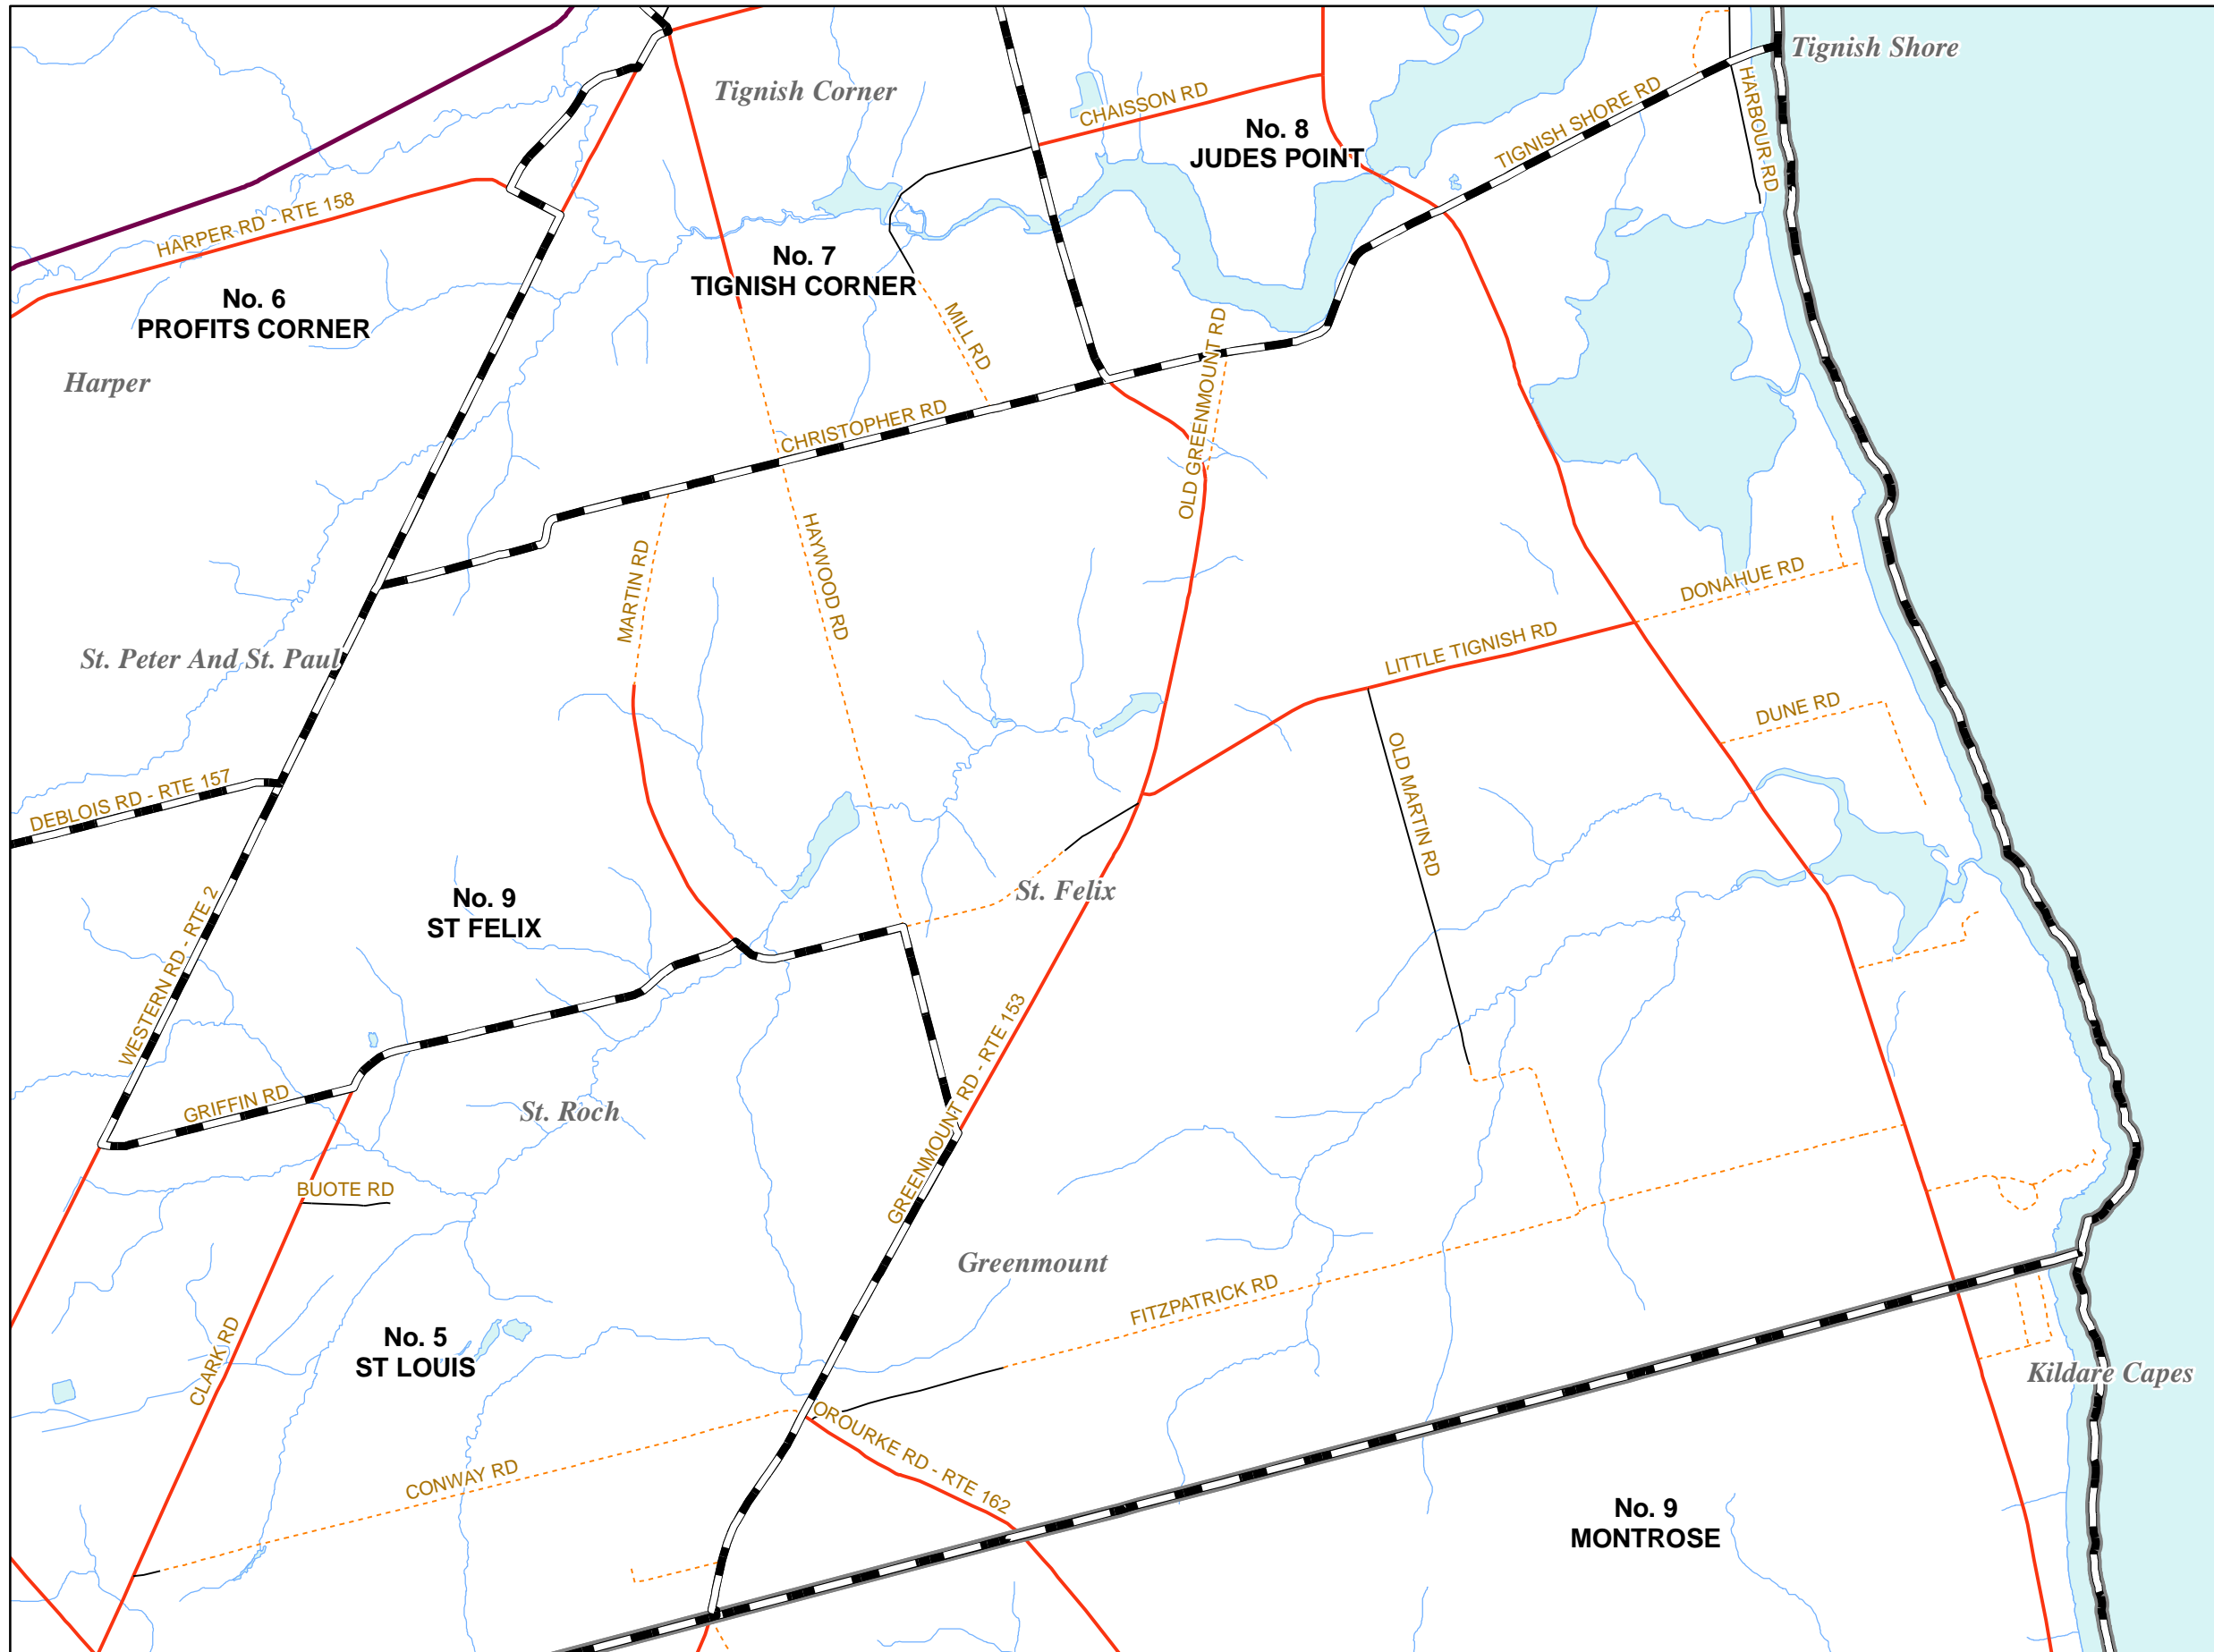 Tignish Shore
Tignish Corner
CHAISSON RD
TIGNISH SHORE RD
HARBOUR RD
No. 8
JUDES POINT
HARPER RD - RTE 158
No. 7
TIGNISH CORNER
No. 6
PROFITS CORNER
MILL RD
Harper
CHRISTOPHER RD
OLD GREENMOUNT RD
MARTIN RD
HAYWOOD RD
DONAHUE RD
LITTLE TIGNISH RD
St. Peter And St. Paul
DUNE RD
OLD MARTIN RD
DEBLOIS RD - RTE 157
St. Felix
No. 9
ST FELIX
WESTERN RD - RTE 2
GREENMOUNT RD - RTE 153
GRIFFIN RD
St. Roch
BUOTE RD
Greenmount
FITZPATRICK RD
CLARK RD
No. 5
ST LOUIS
Kildare Capes
OROURKE RD - RTE 162
CONWAY RD
No. 9
MONTROSE